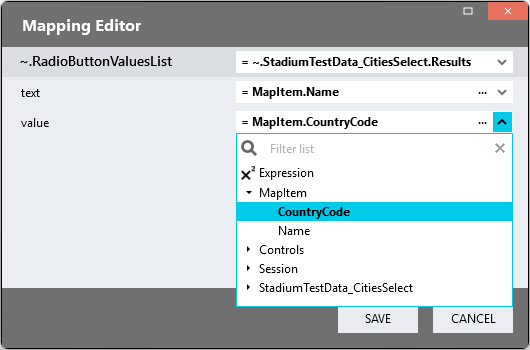 Mapping Editor
~.RadioButtonValuesList = ~.StadiumTestData_CitiesSelect.Results
text = MapItem.Name ...
value = MapItem.CountryCode ...
Filter list
x² Expression
MapItem
CountryCode
Name
Controls
Session
StadiumTestData_CitiesSelect
SAVE CANCEL